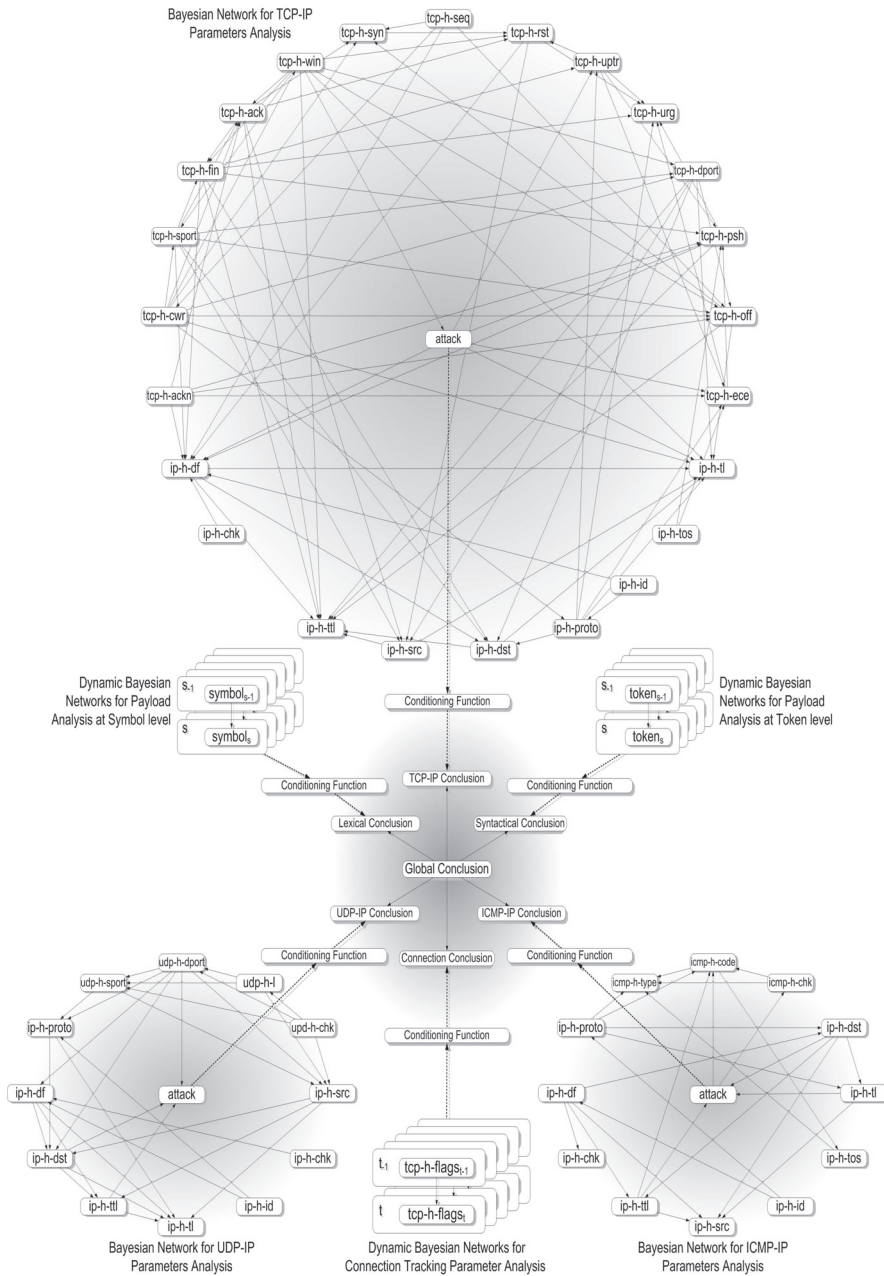 Bayesian Network for TCP-IP
Parameters Analysis
tcp-h-seq
tcp-h-syn
tcp-h-rst
tcp-h-win
tcp-h-uptr
tcp-h-ack
tcp-h-urg
tcp-h-fin
tcp-h-dport
tcp-h-sport
tcp-h-psh
tcp-h-cwr
tcp-h-off
attack
tcp-h-ackn
tcp-h-ece
ip-h-df
ip-h-tl
ip-h-chk
ip-h-tos
ip-h-id
ip-h-ttl
ip-h-proto
ip-h-src
ip-h-dst
Dynamic Bayesian
Networks for Payload
Analysis at Symbol level
s-1
symbols-1
s
symbols
Dynamic Bayesian
Networks for Payload
Analysis at Token level
s-1
tokens-1
s
tokens
Conditioning Function
TCP-IP Conclusion
Conditioning Function
Conditioning Function
Lexical Conclusion
Syntactical Conclusion
Global Conclusion
UDP-IP Conclusion
ICMP-IP Conclusion
Conditioning Function
Connection Conclusion
Conditioning Function
Conditioning Function
udp-h-dport
udp-h-sport
udp-h-l
ip-h-proto
upd-h-chk
ip-h-df
attack
ip-h-src
ip-h-dst
ip-h-chk
ip-h-ttl
ip-h-id
ip-h-tl
Bayesian Network for UDP-IP
Parameters Analysis
t-1
tcp-h-flagst-1
t
tcp-h-flagst
Dynamic Bayesian Networks for
Connection Tracking Parameter Analysis
icmp-h-code
icmp-h-type
icmp-h-chk
ip-h-proto
ip-h-dst
ip-h-df
attack
ip-h-tl
ip-h-chk
ip-h-tos
ip-h-ttl
ip-h-id
ip-h-src
Bayesian Network for ICMP-IP
Parameters Analysis